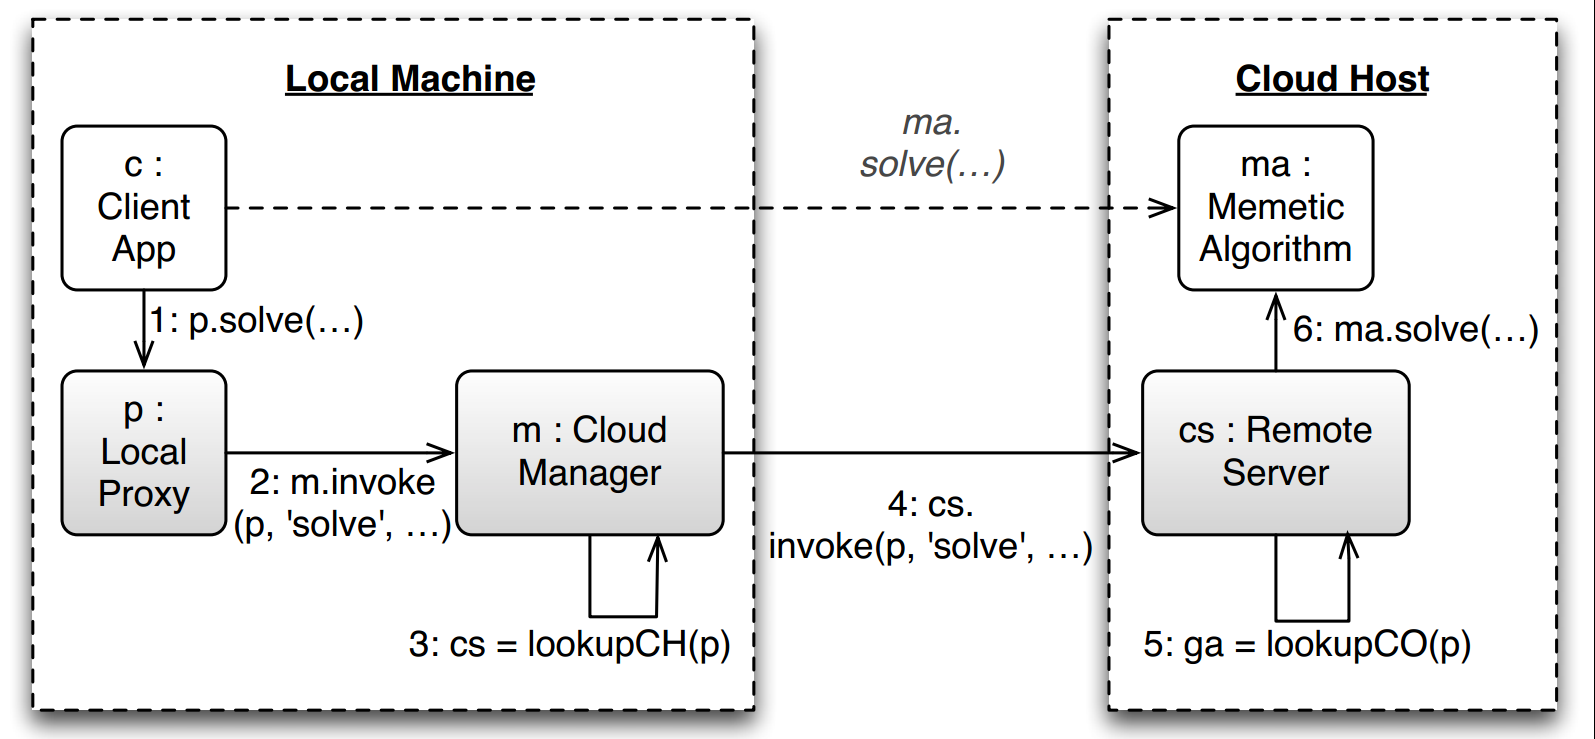 Local Machine
Cloud Host
c :
Client
App
ma.
solve(…)
ma :
Memetic
Algorithm
1: p.solve(…)
6: ma.solve(…)
p :
Local
Proxy
2: m.invoke
(p, 'solve', …)
m : Cloud
Manager
4: cs.
invoke(p, 'solve', …)
cs : Remote
Server
3: cs = lookupCH(p)
5: ga = lookupCO(p)